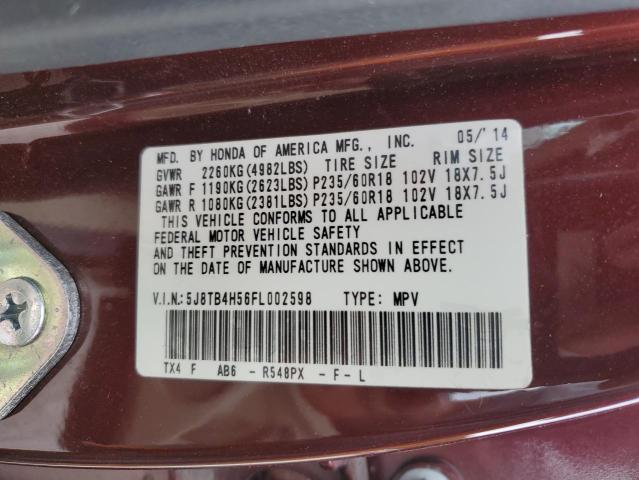 MFD. BY HONDA OF AMERICA MFG., INC. 05/'14
GVWR 2260KG(4982LBS) TIRE SIZE RIM SIZE
GAWR F 1190KG(2623LBS) P235/60R18 102V 18X7.5J
GAWR R 1080KG(2381LBS) P235/60R18 102V 18X7.5J
THIS VEHICLE CONFORMS TO ALL APPLICABLE
FEDERAL MOTOR VEHICLE SAFETY
AND THEFT PREVENTION STANDARDS IN EFFECT
ON THE DATE OF MANUFACTURE SHOWN ABOVE.
V.I.N.:5J8TB4H56FL002598 TYPE: MPV
TX4 F AB6 - R548PX - F - L